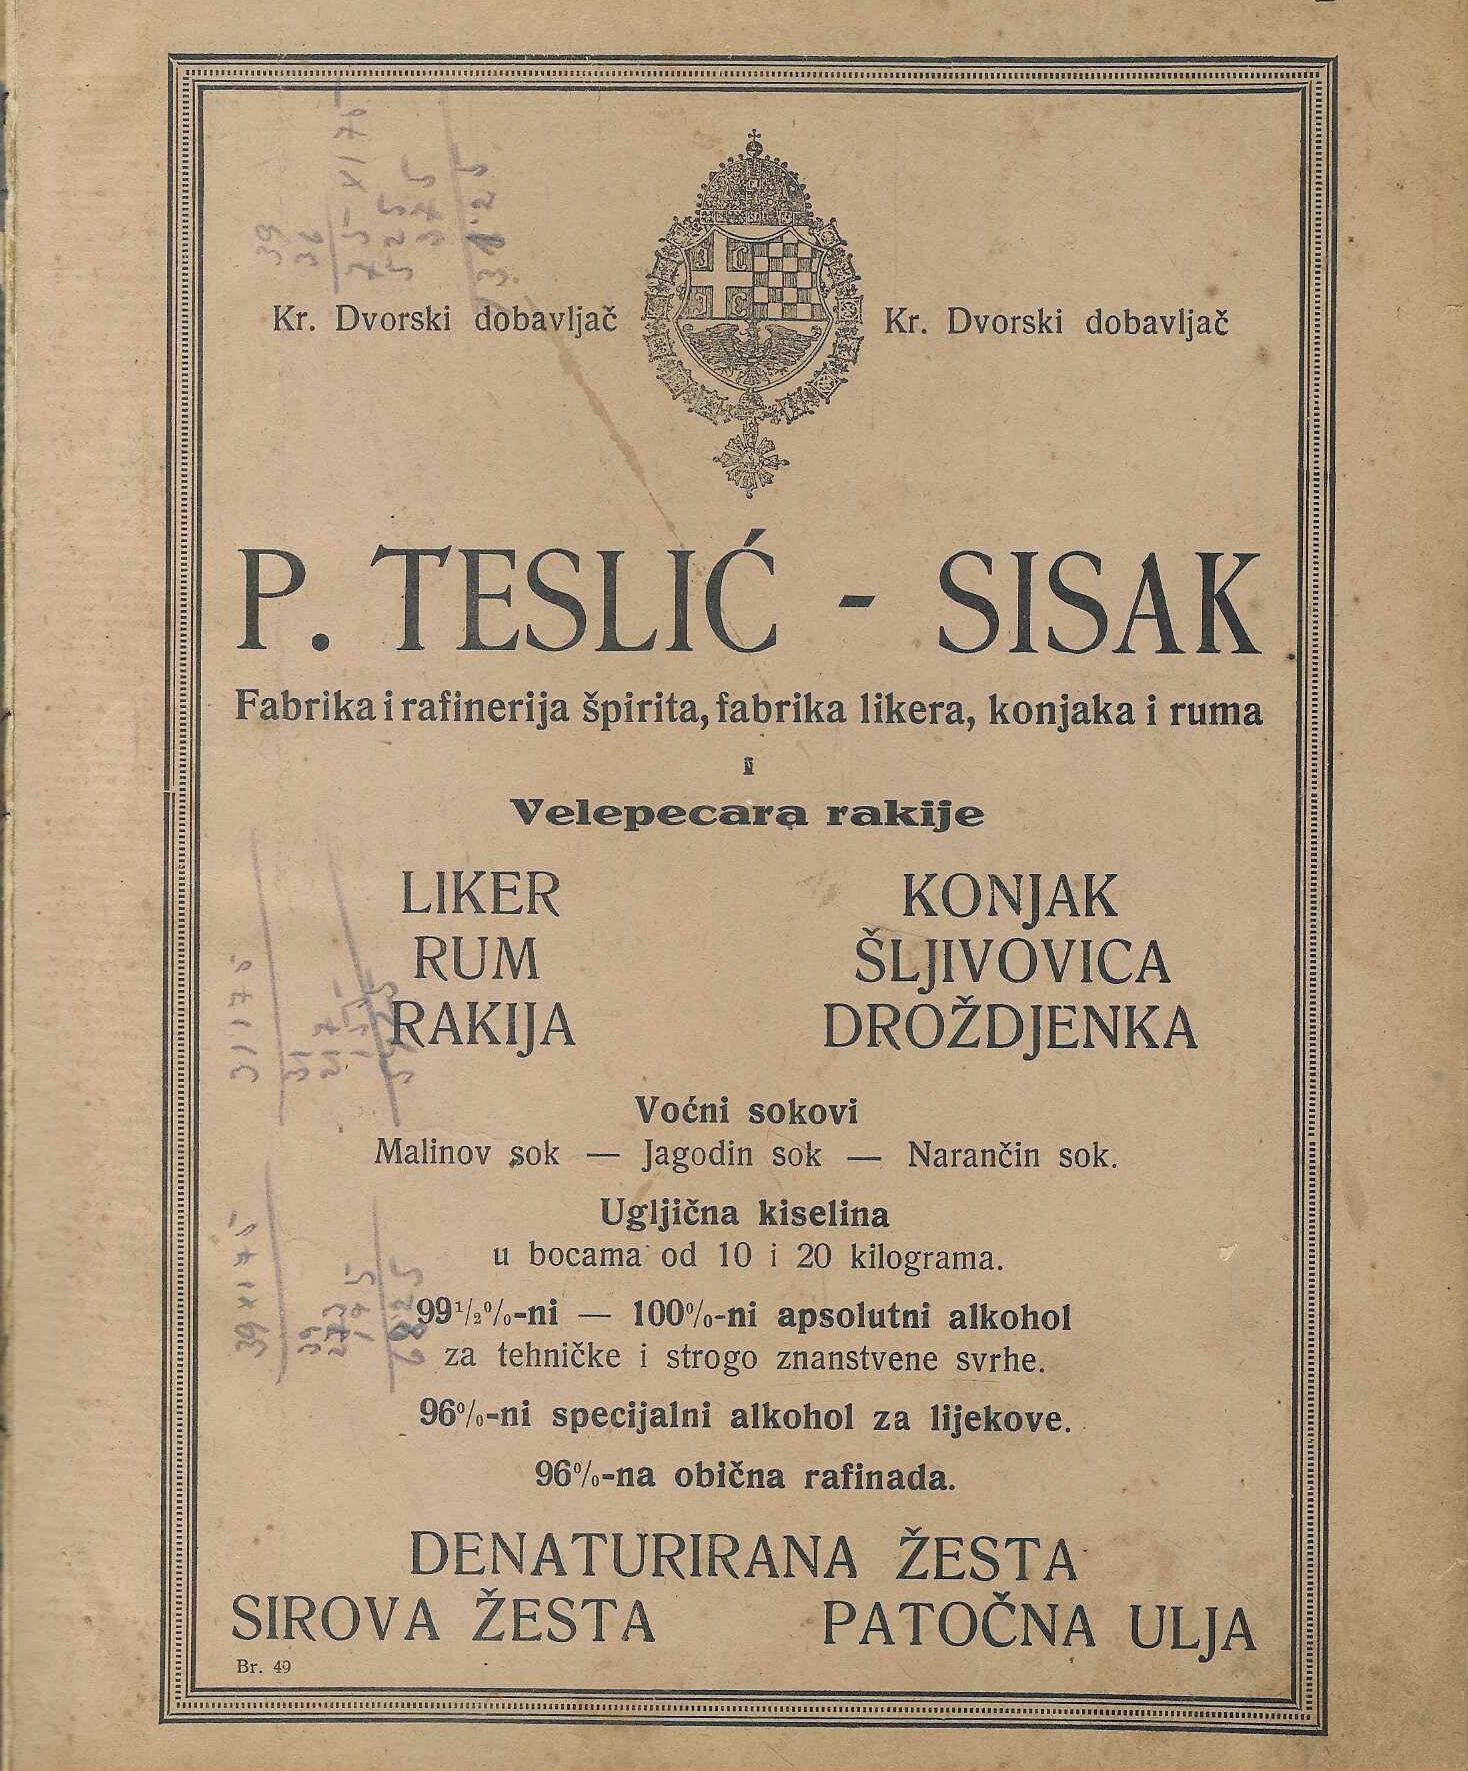 Kr. Dvorski dobavljač Kr. Dvorski dobavljač
P. TESLIĆ - SISAK
Fabrika i rafinerija špirita, fabrika likera, konjaka i ruma
i
Velepecara rakije
LIKER KONJAK
RUM ŠLJIVOVICA
RAKIJA DROŽDJENKA
Voćni sokovi
Malinov sok — Jagodin sok — Narančin sok.
Ugljična kiselina
u bocama od 10 i 20 kilograma.
99½%-ni — 100%-ni apsolutni alkohol
za tehničke i strogo znanstvene svrhe.
96%-ni specijalni alkohol za lijekove.
96%-na obična rafinada.
DENATURIRANA ŽESTA
SIROVA ŽESTA PATOČNA ULJA
Br. 49